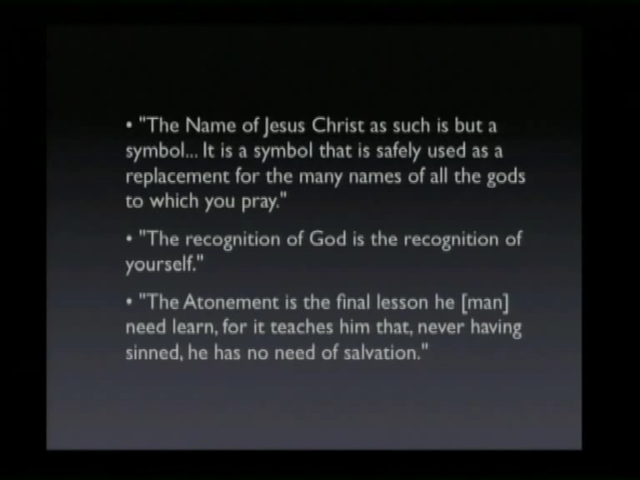 • "The Name of Jesus Christ as such is but a
symbol... It is a symbol that is safely used as a
replacement for the many names of all the gods
to which you pray."
• "The recognition of God is the recognition of
yourself."
• "The Atonement is the final lesson he [man]
need learn, for it teaches him that, never having
sinned, he has no need of salvation."